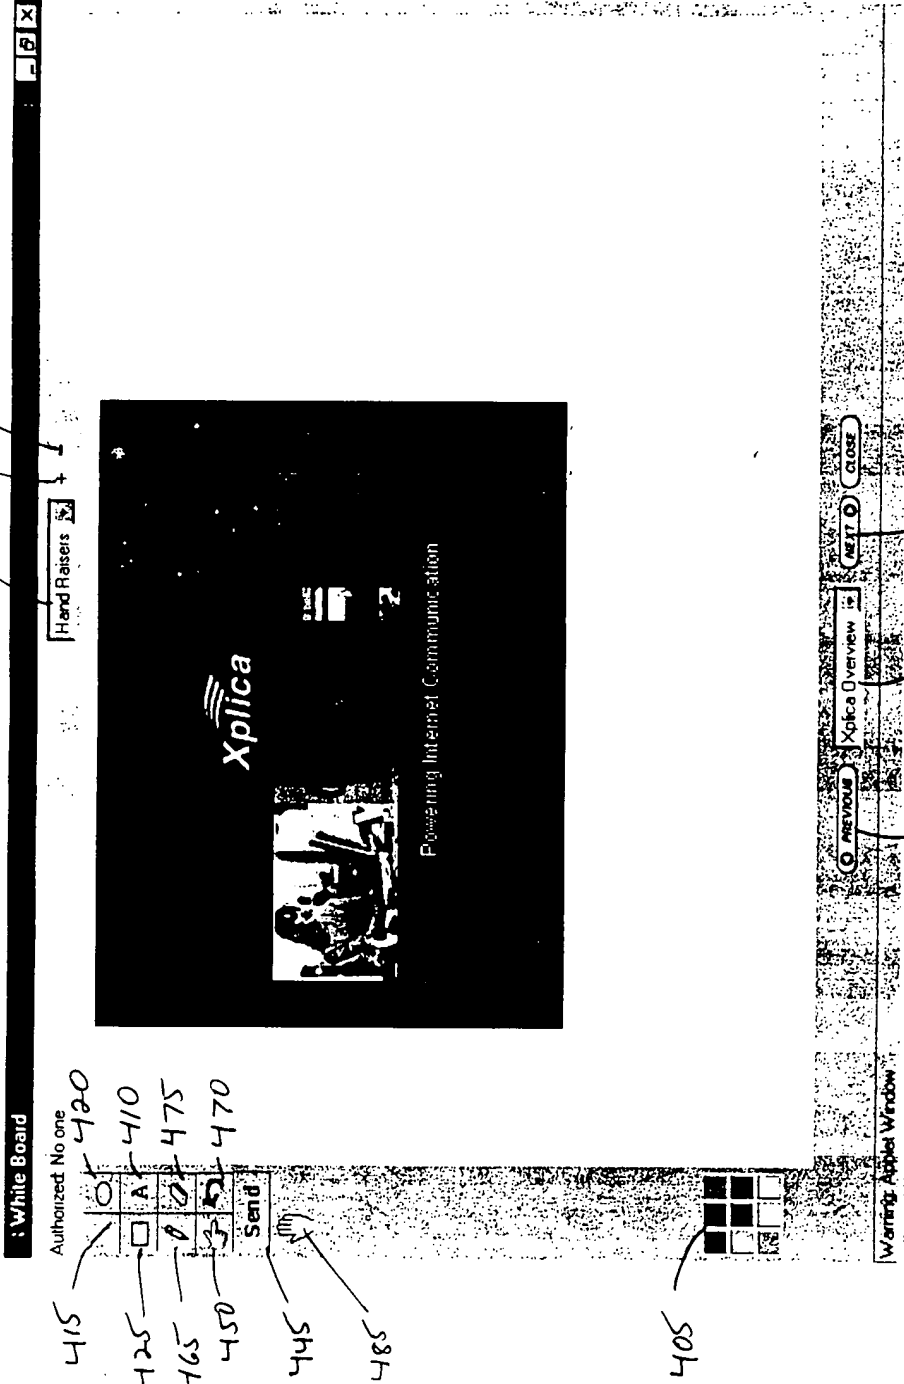 : White Board
Authorized: No one
Hand Raisers
+ -
415
420
425
410
A
465
475
450
470
Send
445
485
405
Xplica
Powering Internet Communication
PREVIOUS
Xplica Overview
NEXT
CLOSE
Warning: Applet Window